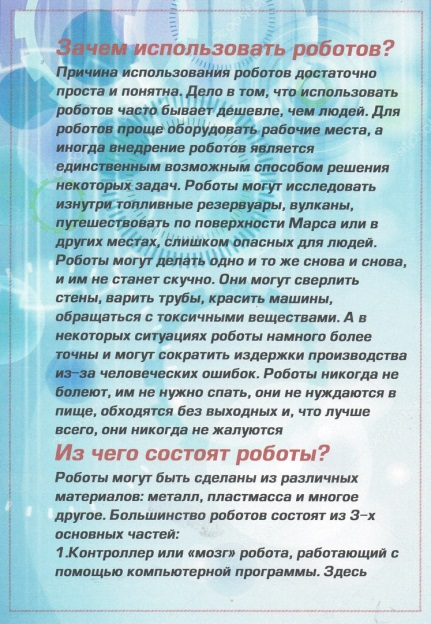 Зачем использовать роботов?
Причина использования роботов достаточно
проста и понятна. Дело в том, что использовать
роботов часто бывает дешевле, чем людей. Для
роботов проще оборудовать рабочие места, а
иногда внедрение роботов является
единственным возможным способом решения
некоторых задач. Роботы могут исследовать
изнутри топливные резервуары, вулканы,
путешествовать по поверхности Марса или в
других местах, слишком опасных для людей.
Роботы могут делать одно и то же снова и снова,
и им не станет скучно. Они могут сверлить
стены, варить трубы, красить машины,
обращаться с токсичными веществами. А в
некоторых ситуациях роботы намного более
точны и могут сократить издержки производства
из-за человеческих ошибок. Роботы никогда не
болеют, им не нужно спать, они не нуждаются в
пище, обходятся без выходных и, что лучше
всего, они никогда не жалуются
Из чего состоят роботы?
Роботы могут быть сделаны из различных
материалов: металл, пластмасса и многое
другое. Большинство роботов состоят из 3-х
основных частей:
1.Контроллер или «мозг» робота, работающий с
помощью компьютерной программы. Здесь